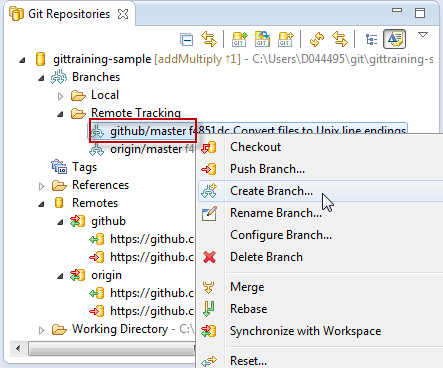 Git Repositories
gittraining-sample [addMultiply ↑1] - C:\Users\D044495\git\gittraining-s
Branches
Local
Remote Tracking
github/master f4851dc Convert files to Unix line endings
origin/master f4
Tags
References
Remotes
github
https://github.c
https://github.c
origin
https://github.c
https://github.c
Working Directory - C:\
Checkout
Push Branch...
Create Branch...
Rename Branch...
Configure Branch...
Delete Branch
Merge
Rebase
Synchronize with Workspace
Reset...